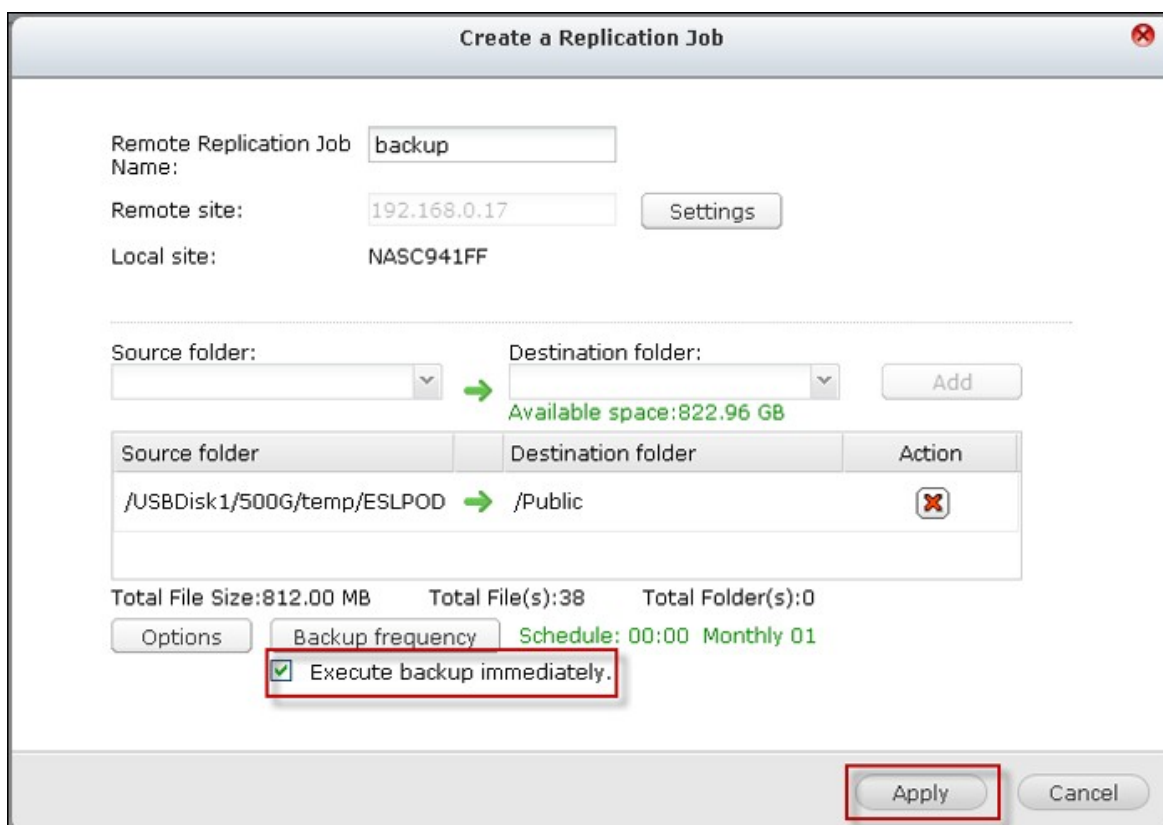 Create a Replication Job
Remote Replication Job
Name:
backup
Remote site:
192.168.0.17
Settings
Local site:
NASC941FF
Source folder:
Destination folder:
Add
Available space:822.96 GB
Source folder
Destination folder
Action
/USBDisk1/500G/temp/ESLPOD
/Public
Total File Size:812.00 MB
Total File(s):38
Total Folder(s):0
Options
Backup frequency
Schedule: 00:00 Monthly 01
Execute backup immediately.
Apply
Cancel